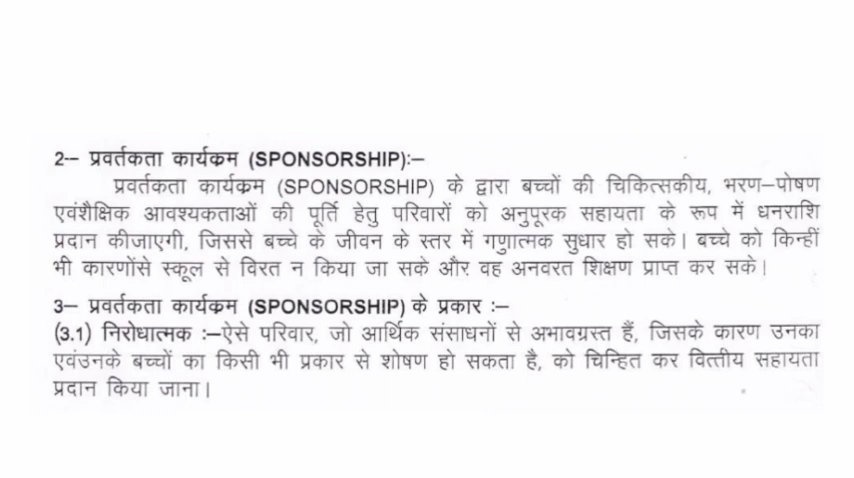 2-- प्रवर्तकता कार्यक्रम (SPONSORSHIP):–
प्रवर्तकता कार्यक्रम (SPONSORSHIP) के द्वारा बच्चों की चिकित्सकीय, भरण–पोषण
एवंशैक्षिक आवश्यकताओं की पूर्ति हेतु परिवारों को अनुपूरक सहायता के रूप में धनराशि
प्रदान कीजाएगी, जिससे बच्चे के जीवन के स्तर में गुणात्मक सुधार हो सके। बच्चे को किन्हीं
भी कारणोंसे स्कूल से विरत न किया जा सके और वह अनवरत शिक्षण प्राप्त कर सके।
3– प्रवर्तकता कार्यक्रम (SPONSORSHIP) के प्रकार :–
(3.1) निरोधात्मक :–ऐसे परिवार, जो आर्थिक संसाधनों से अभावग्रस्त हैं, जिसके कारण उनका
एवंउनके बच्चों का किसी भी प्रकार से शोषण हो सकता है, को चिन्हित कर वित्तीय सहायता
प्रदान किया जाना।